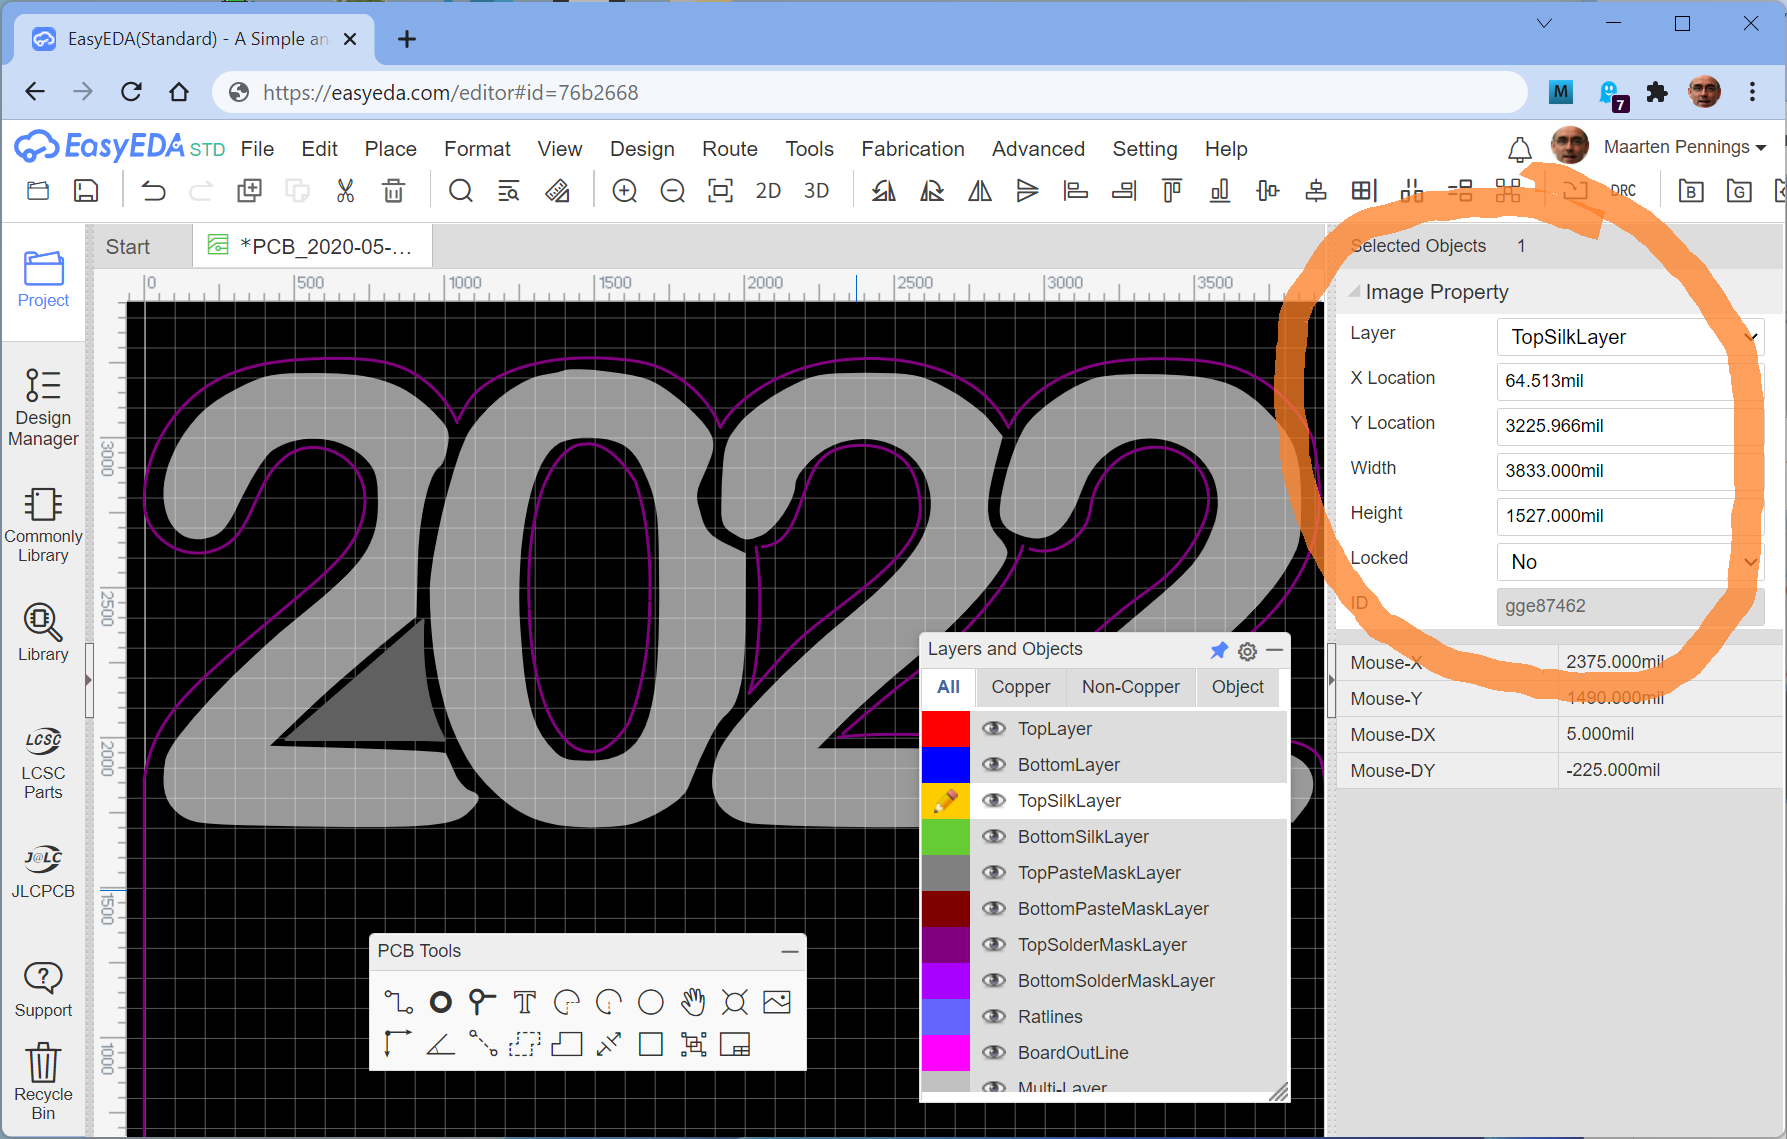 EasyEDA(Standard) - A Simple an
https://easyeda.com/editor#id=76b2668
M
7
EasyEDA STD File Edit Place Format View Design Route Tools Fabrication Advanced Setting Help Maarten Pennings
2D 3D DRC B G
Start *PCB_2020-05-...
Selected Objects 1
0 500 1000 1500 2000 2500 3000 3500
3000
2500
2000
1500
1000
Project
Design
Manager
Commonly
Library
Library
LCSC
LCSC
Parts
J@LC
JLCPCB
Support
Recycle
Bin
2022
Image Property
Layer TopSilkLayer
X Location 64.513mil
Y Location 3225.966mil
Width 3833.000mil
Height 1527.000mil
Locked No
ID gge87462
Mouse-X 2375.000mil
Mouse-Y 1490.000mil
Mouse-DX 5.000mil
Mouse-DY -225.000mil
Layers and Objects
All Copper Non-Copper Object
TopLayer
BottomLayer
TopSilkLayer
BottomSilkLayer
TopPasteMaskLayer
BottomPasteMaskLayer
TopSolderMaskLayer
BottomSolderMaskLayer
Ratlines
BoardOutLine
Multi-Layer
PCB Tools
T